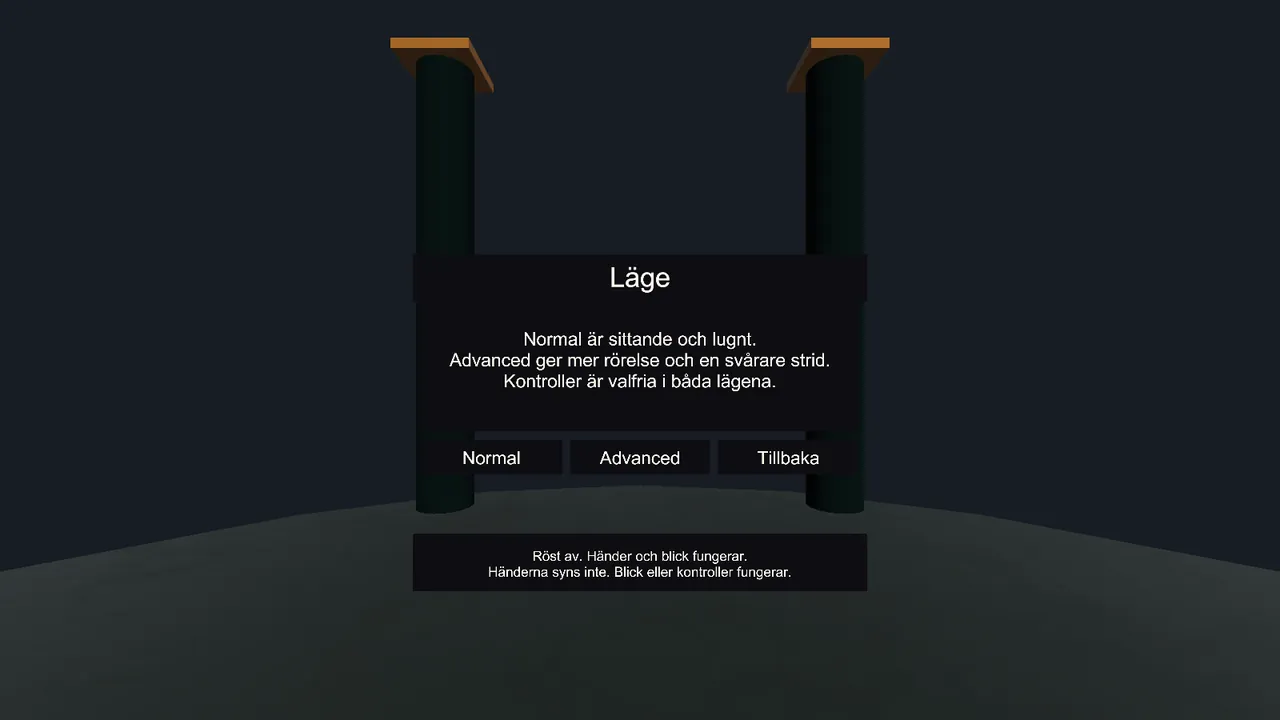 Läge
Normal är sittande och lugnt.
Advanced ger mer rörelse och en svårare strid.
Kontroller är valfria i båda lägena.
Normal
Advanced
Tillbaka
Röst av. Händer och blick fungerar.
Händerna syns inte. Blick eller kontroller fungerar.